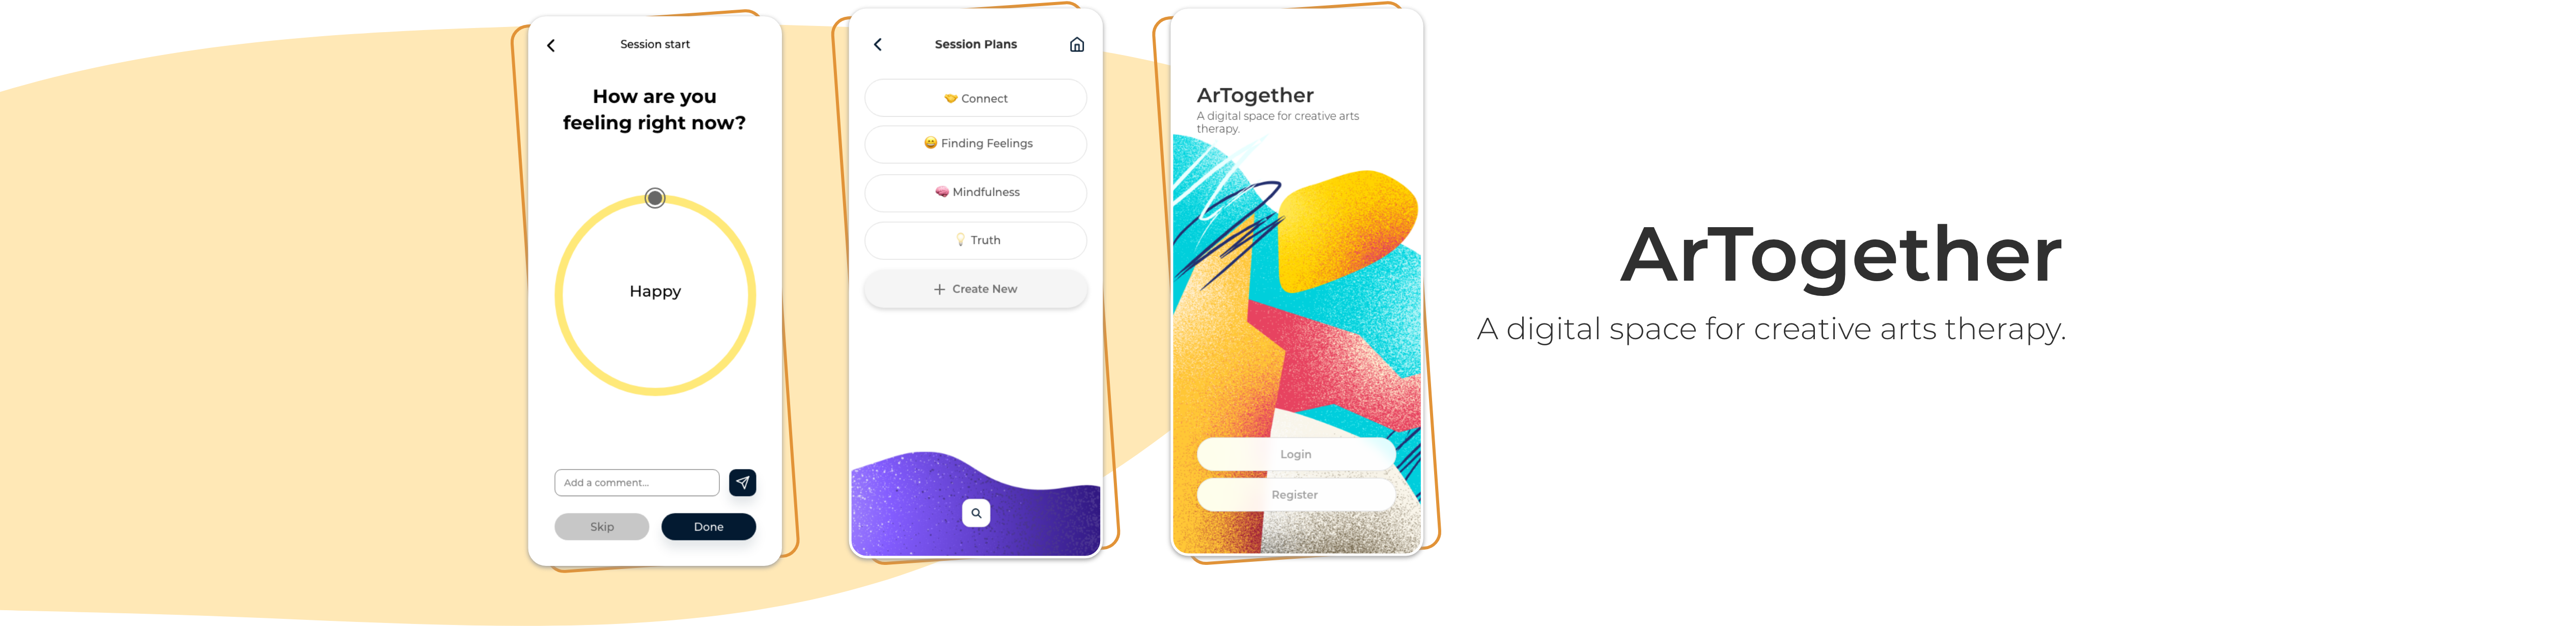 Session start
How are you
feeling right now?
Happy
Add a comment...
Skip
Done
Session Plans
🤝 Connect
😀 Finding Feelings
🧠 Mindfulness
💡 Truth
+ Create New
ArTogether
A digital space for creative arts
therapy.
Login
Register
ArTogether
A digital space for creative arts therapy.